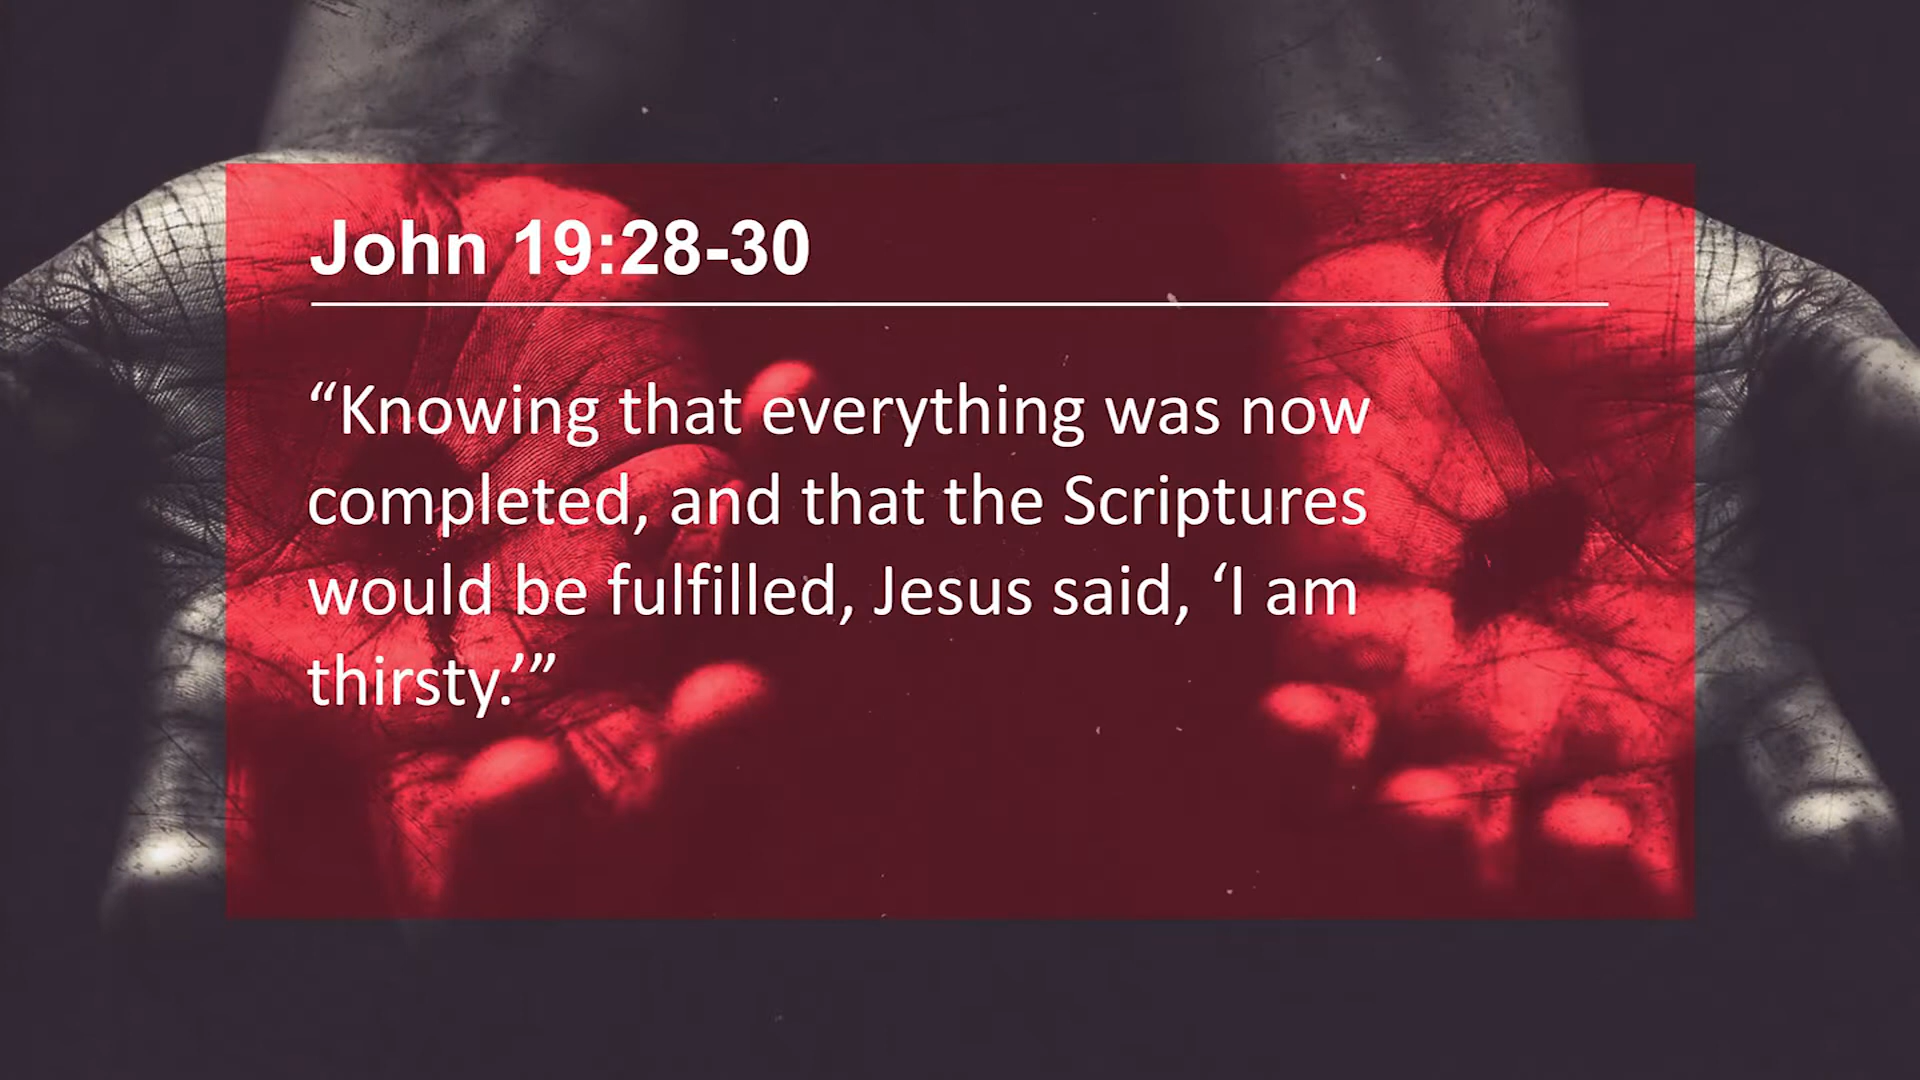 John 19:28-30
“Knowing that everything was now
completed, and that the Scriptures
would be fulfilled, Jesus said, ‘I am
thirsty.’”